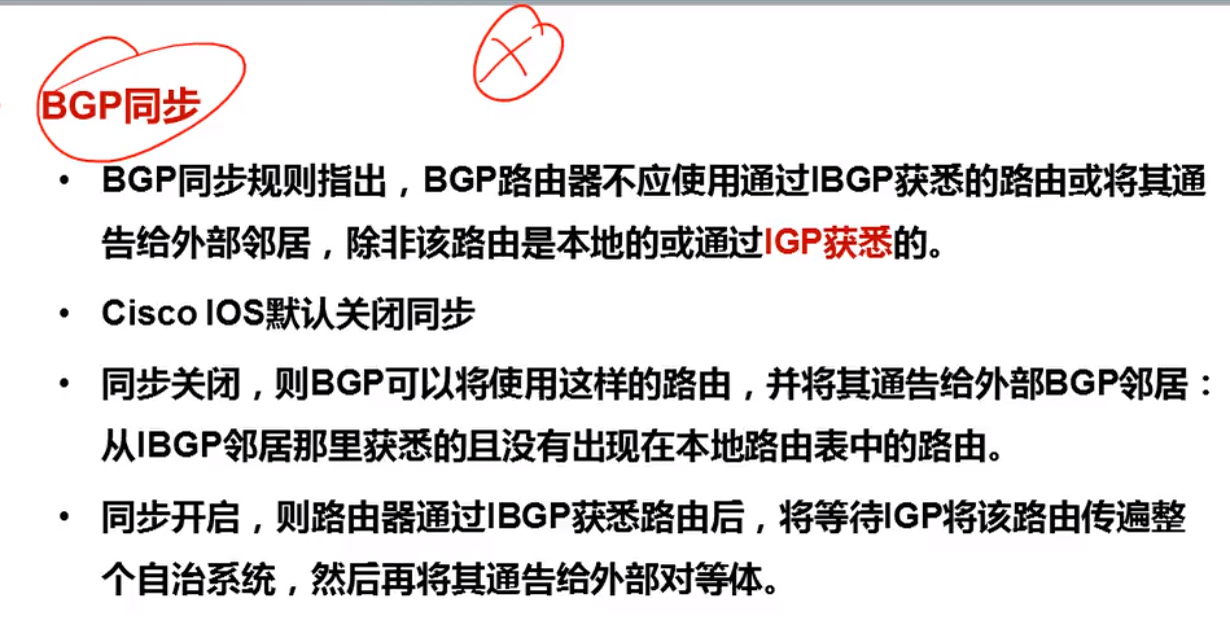 BGP同步
• BGP同步规则指出，BGP路由器不应使用通过IBGP获悉的路由或将其通
告给外部邻居，除非该路由是本地的或通过IGP获悉的。
• Cisco IOS默认关闭同步
• 同步关闭，则BGP可以将使用这样的路由，并将其通告给外部BGP邻居：
从IBGP邻居那里获悉的且没有出现在本地路由表中的路由。
• 同步开启，则路由器通过IBGP获悉路由后，将等待IGP将该路由传遍整
个自治系统，然后再将其通告给外部对等体。